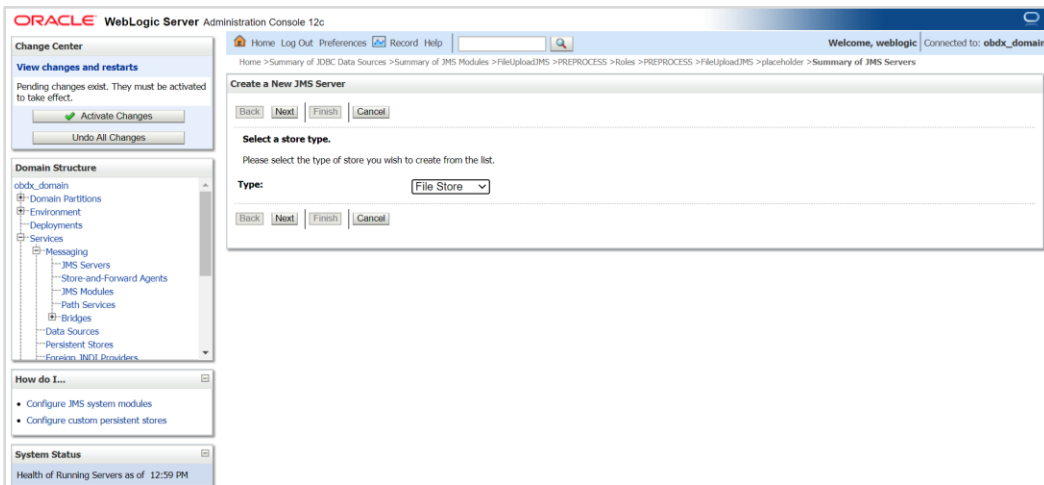 ORACLE WebLogic Server Administration Console 12c
Change Center
View changes and restarts
Pending changes exist. They must be activated
to take effect.
Activate Changes
Undo All Changes
Domain Structure
obdx_domain
Domain Partitions
Environment
Deployments
Services
Messaging
JMS Servers
Store-and-Forward Agents
JMS Modules
Path Services
Bridges
Data Sources
Persistent Stores
Foreign JNDI Providers
How do I...
Configure JMS system modules
Configure custom persistent stores
System Status
Health of Running Servers as of 12:59 PM
Home Log Out Preferences Record Help
Welcome, weblogic Connected to: obdx_domain
Home >Summary of JDBC Data Sources >Summary of JMS Modules >FileUploadJMS >PREPROCESS >Roles >PREPROCESS >FileUploadJMS >placeholder >Summary of JMS Servers
Create a New JMS Server
Back Next Finish Cancel
Select a store type.
Please select the type of store you wish to create from the list.
Type: File Store
Back Next Finish Cancel